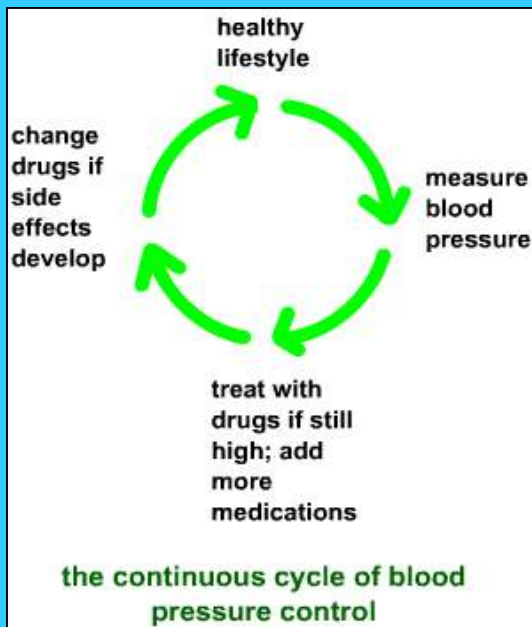 healthy
lifestyle
measure
blood
pressure
treat with
drugs if still
high; add
more
medications
change
drugs if
side
effects
develop
the continuous cycle of blood
pressure control